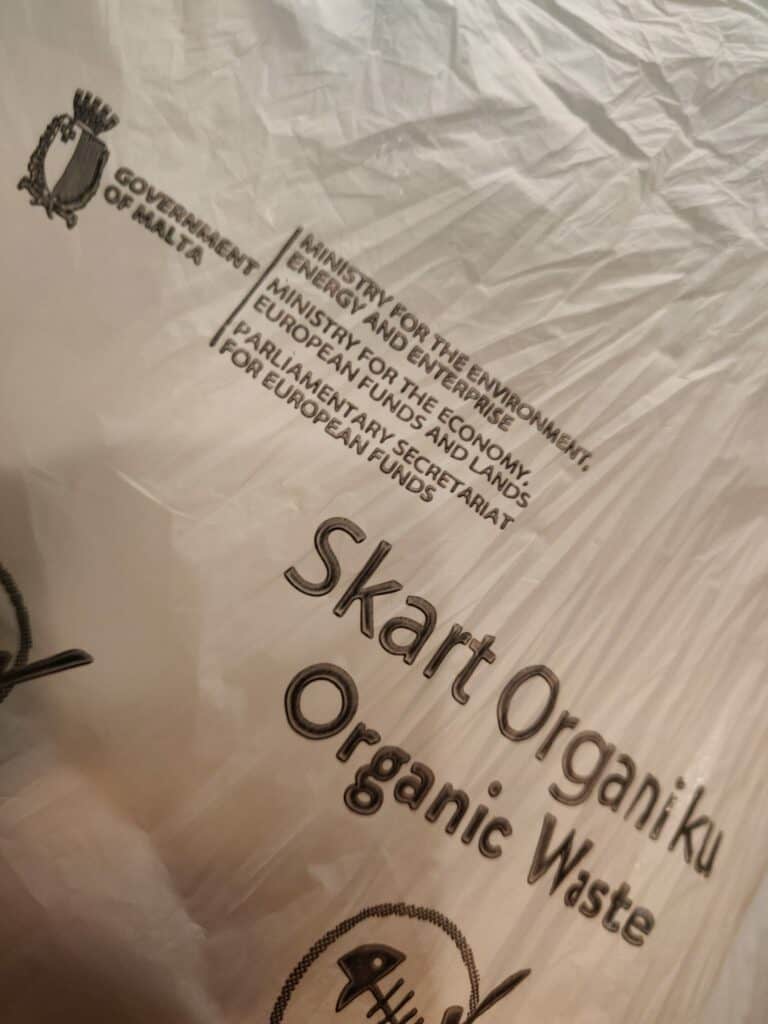 GOVERNMENT
OF MALTA
MINISTRY FOR THE ENVIRONMENT,
ENERGY AND ENTERPRISE
MINISTRY FOR THE ECONOMY,
EUROPEAN FUNDS AND LANDS
PARLIAMENTARY SECRETARIAT
FOR EUROPEAN FUNDS
Skart Organiku
Organic Waste